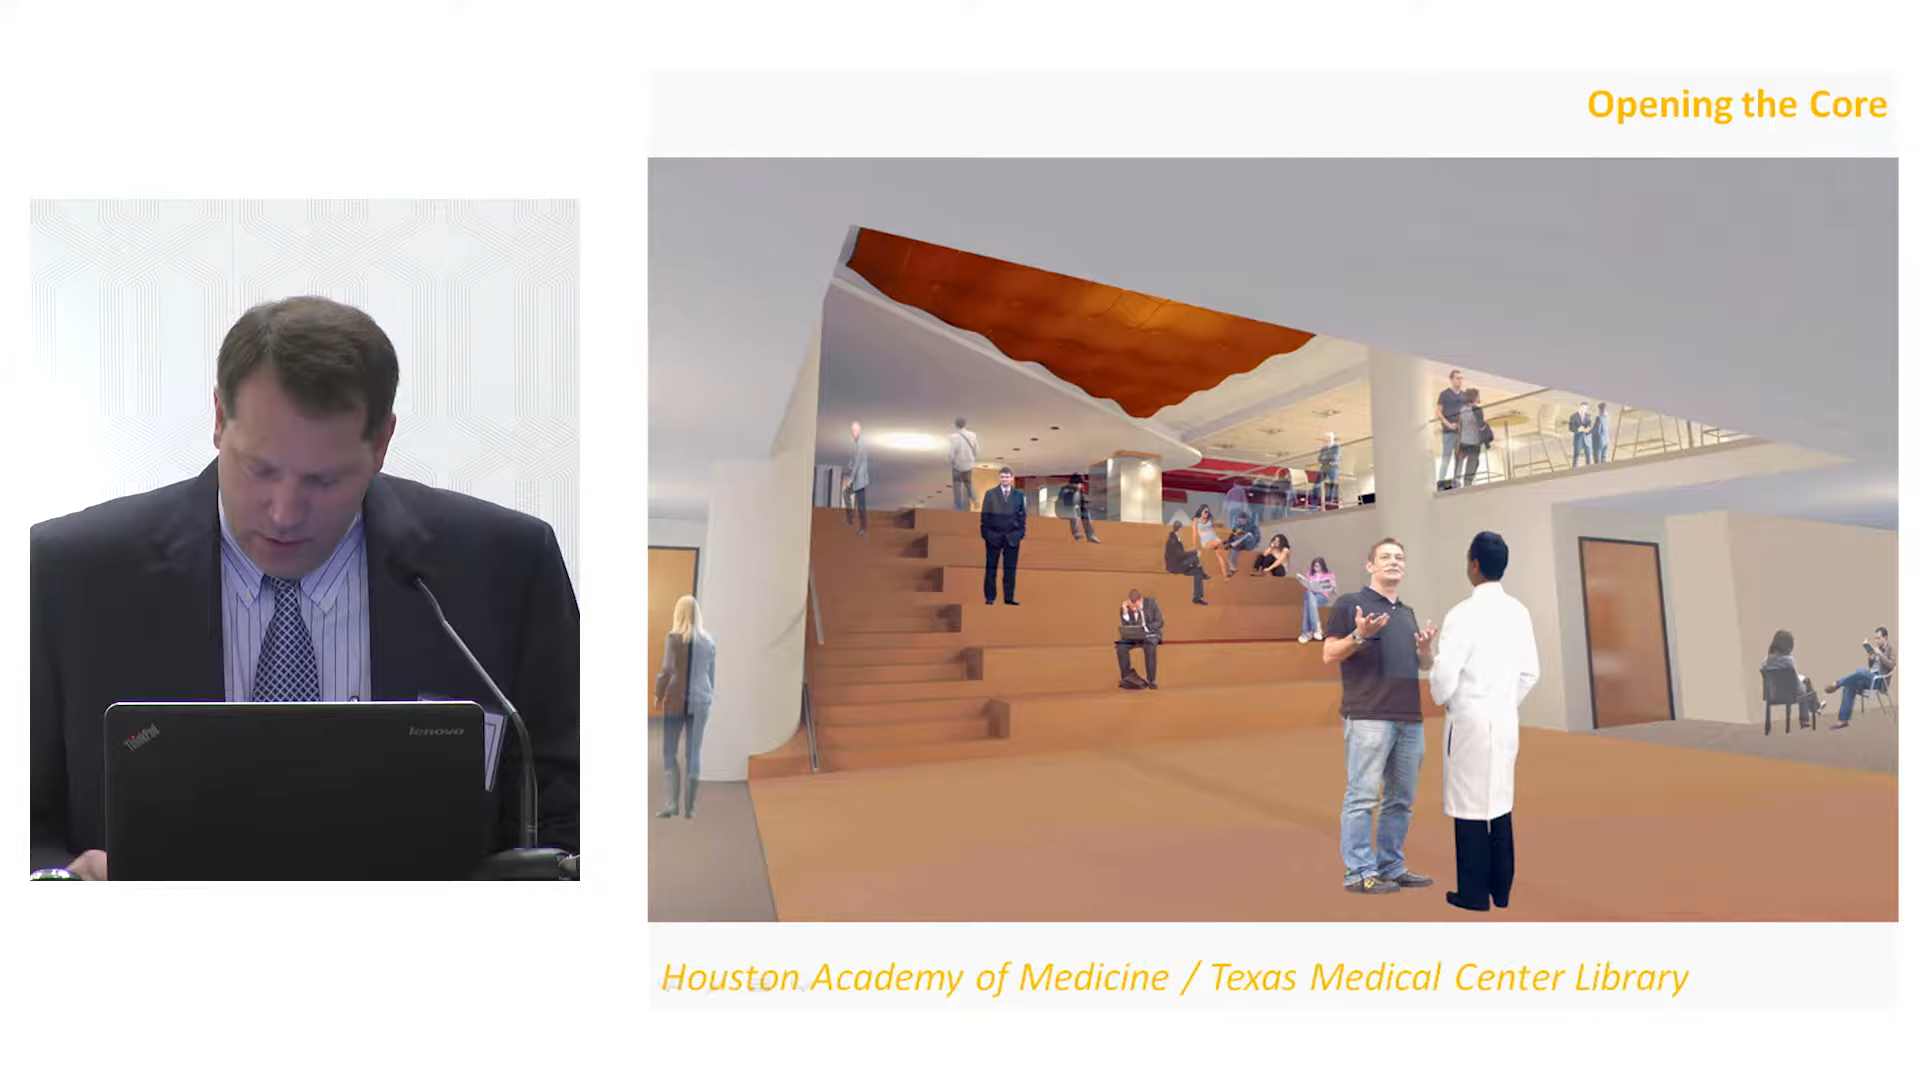 Opening the Core
ThinkPad
lenovo
Houston Academy of Medicine / Texas Medical Center Library